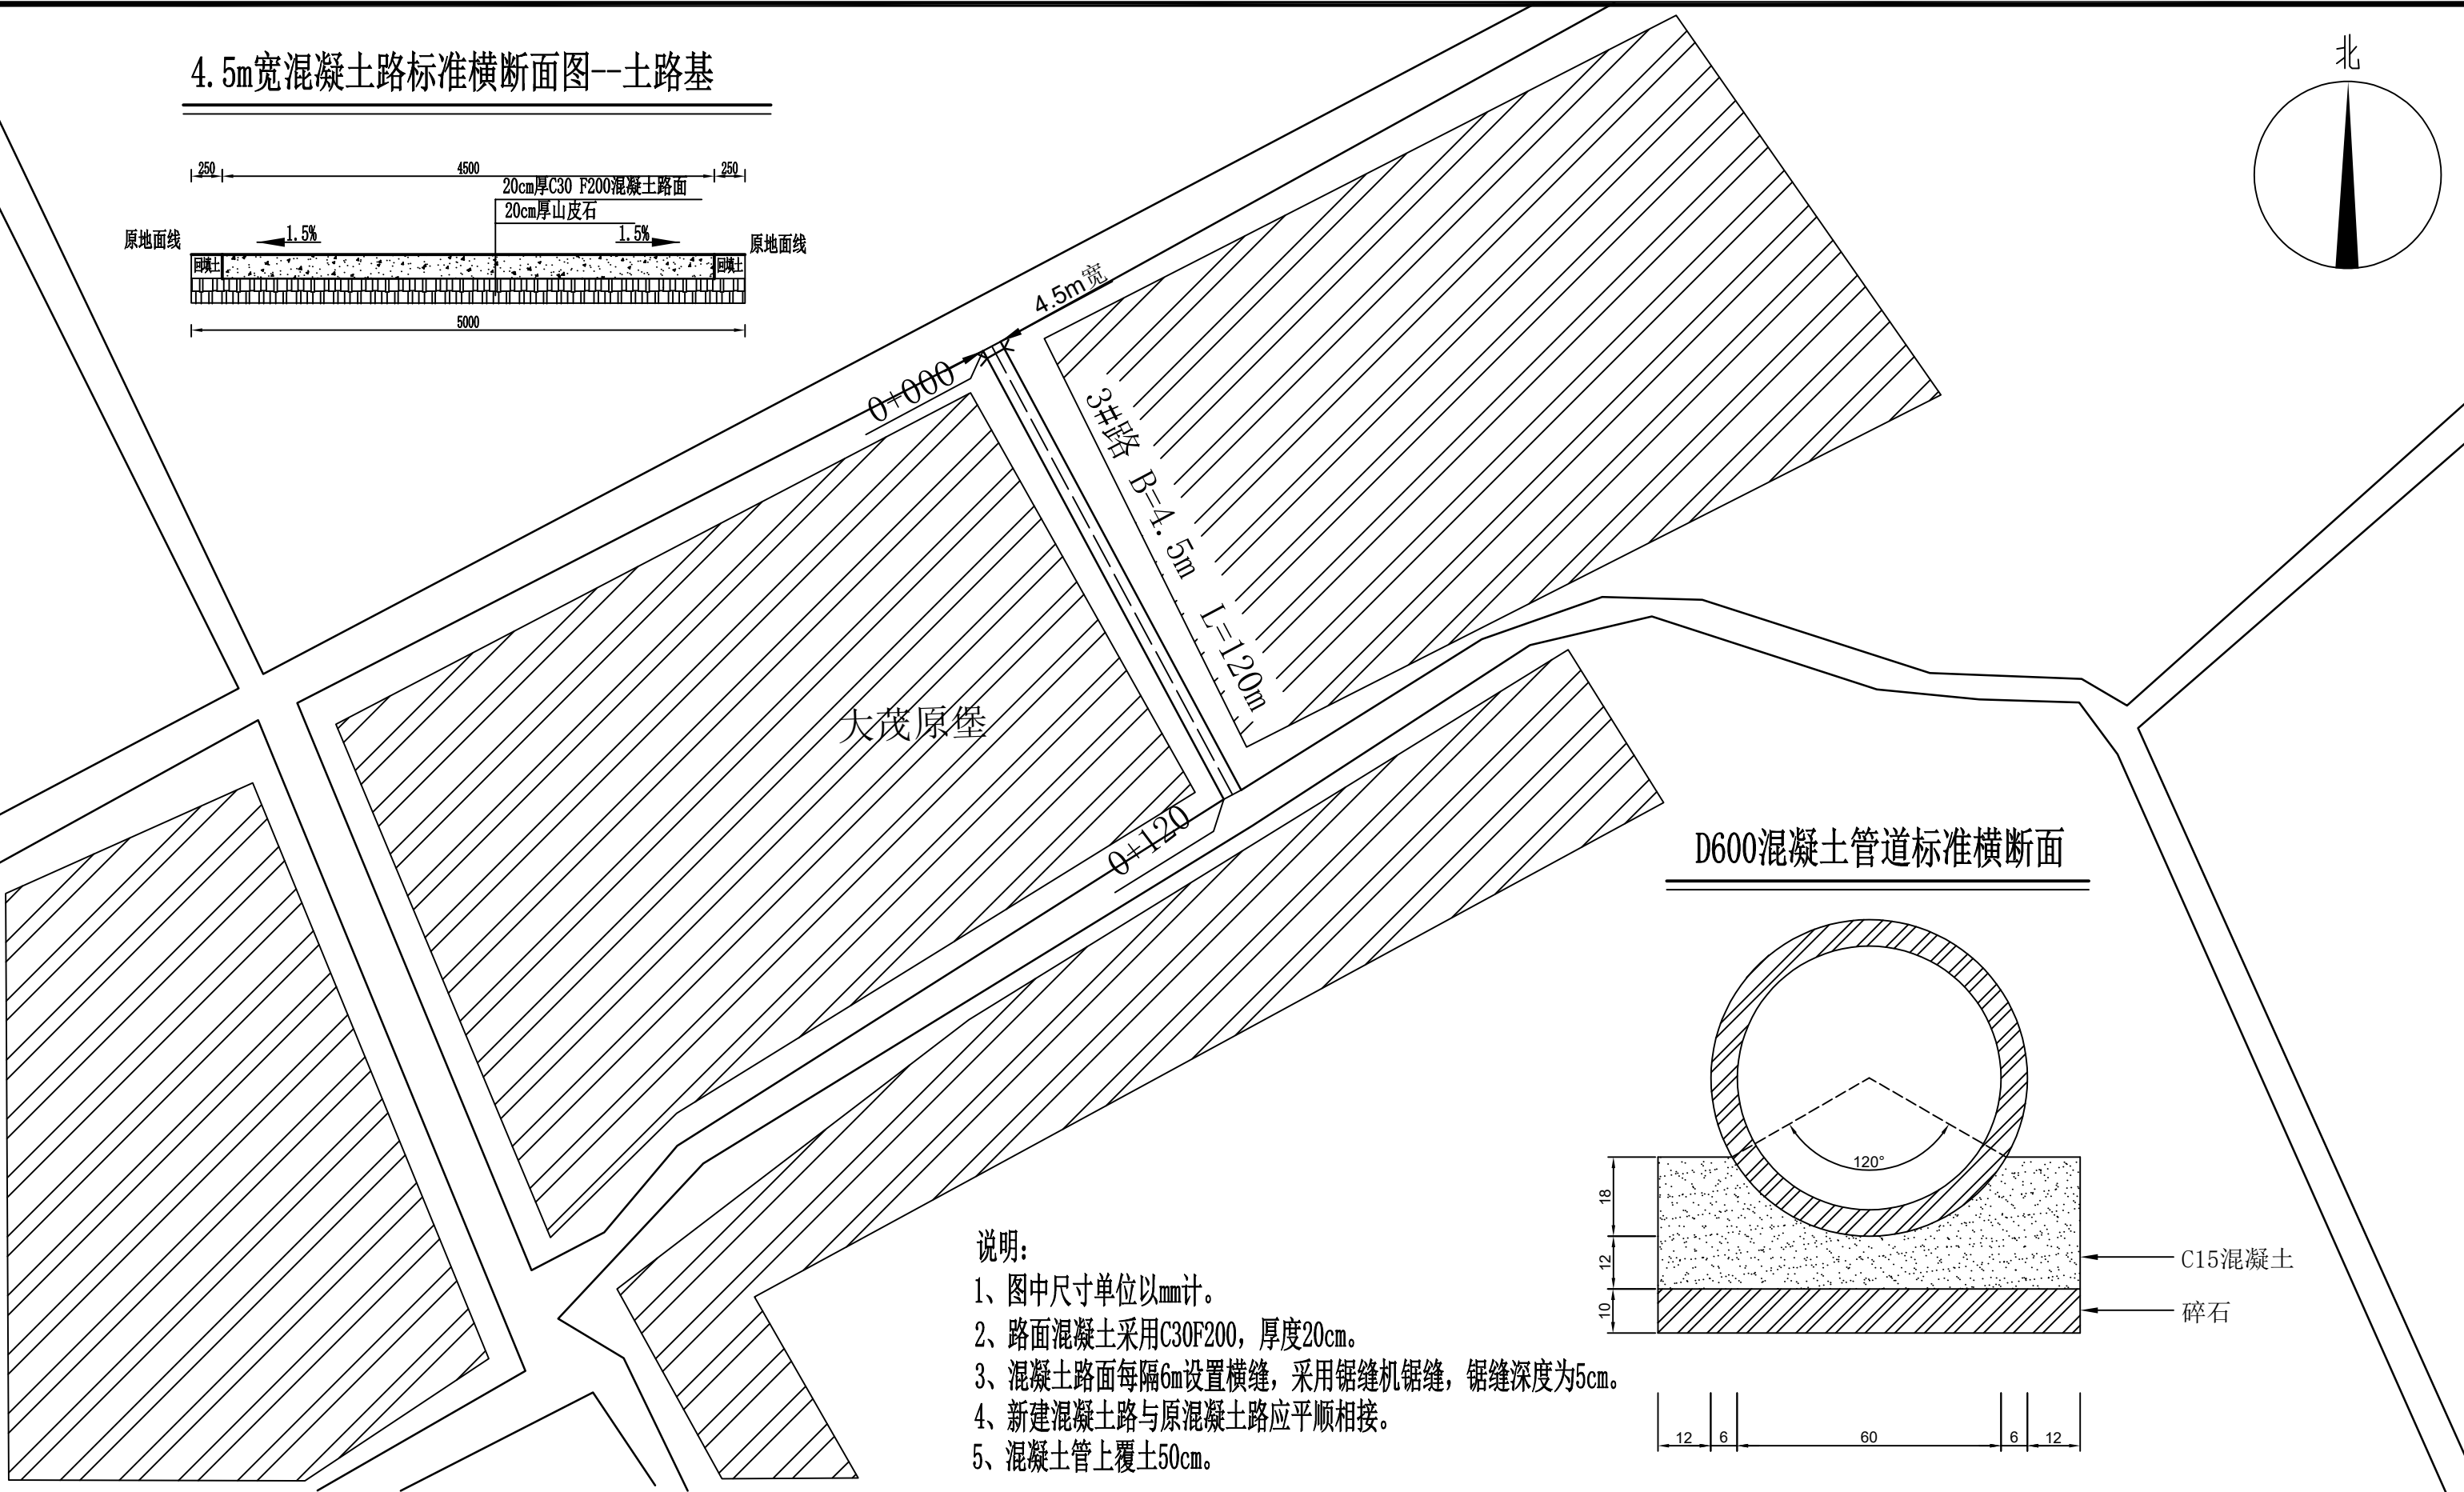 4.5m宽混凝土路标准横断面图--土路基
北
250
4500
250
20cm厚C30 F200混凝土路面
20cm厚山皮石
原地面线
1.5%
1.5%
原地面线
回填土
回填土
5000
4.5m宽
0+000
3#路 B=4.5m L=120m
大茂原堡
0+120
D600混凝土管道标准横断面
120°
18
12
10
C15混凝土
碎石
12
6
60
6
12
说明:
1、图中尺寸单位以mm计。
2、路面混凝土采用C30F200，厚度20cm。
3、混凝土路面每隔6m设置横缝，采用锯缝机锯缝，锯缝深度为5cm。
4、新建混凝土路与原混凝土路应平顺相接。
5、混凝土管上覆土50cm。